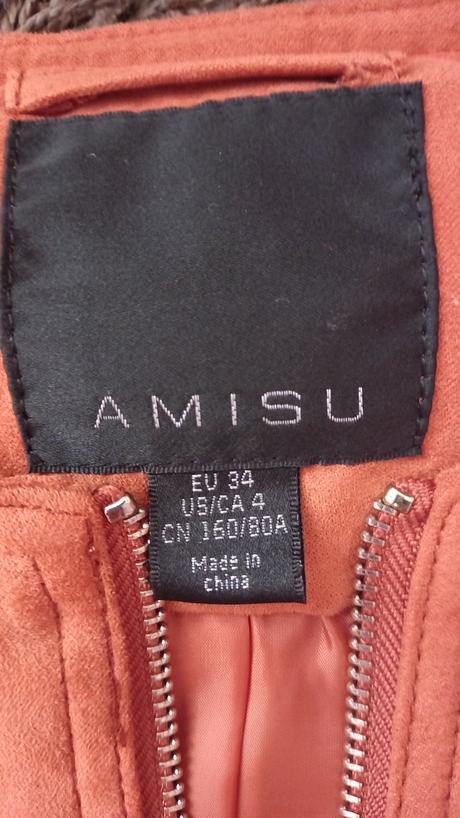 AMISU
EU 34
US/CA 4
CN 160/80A
Made in
china